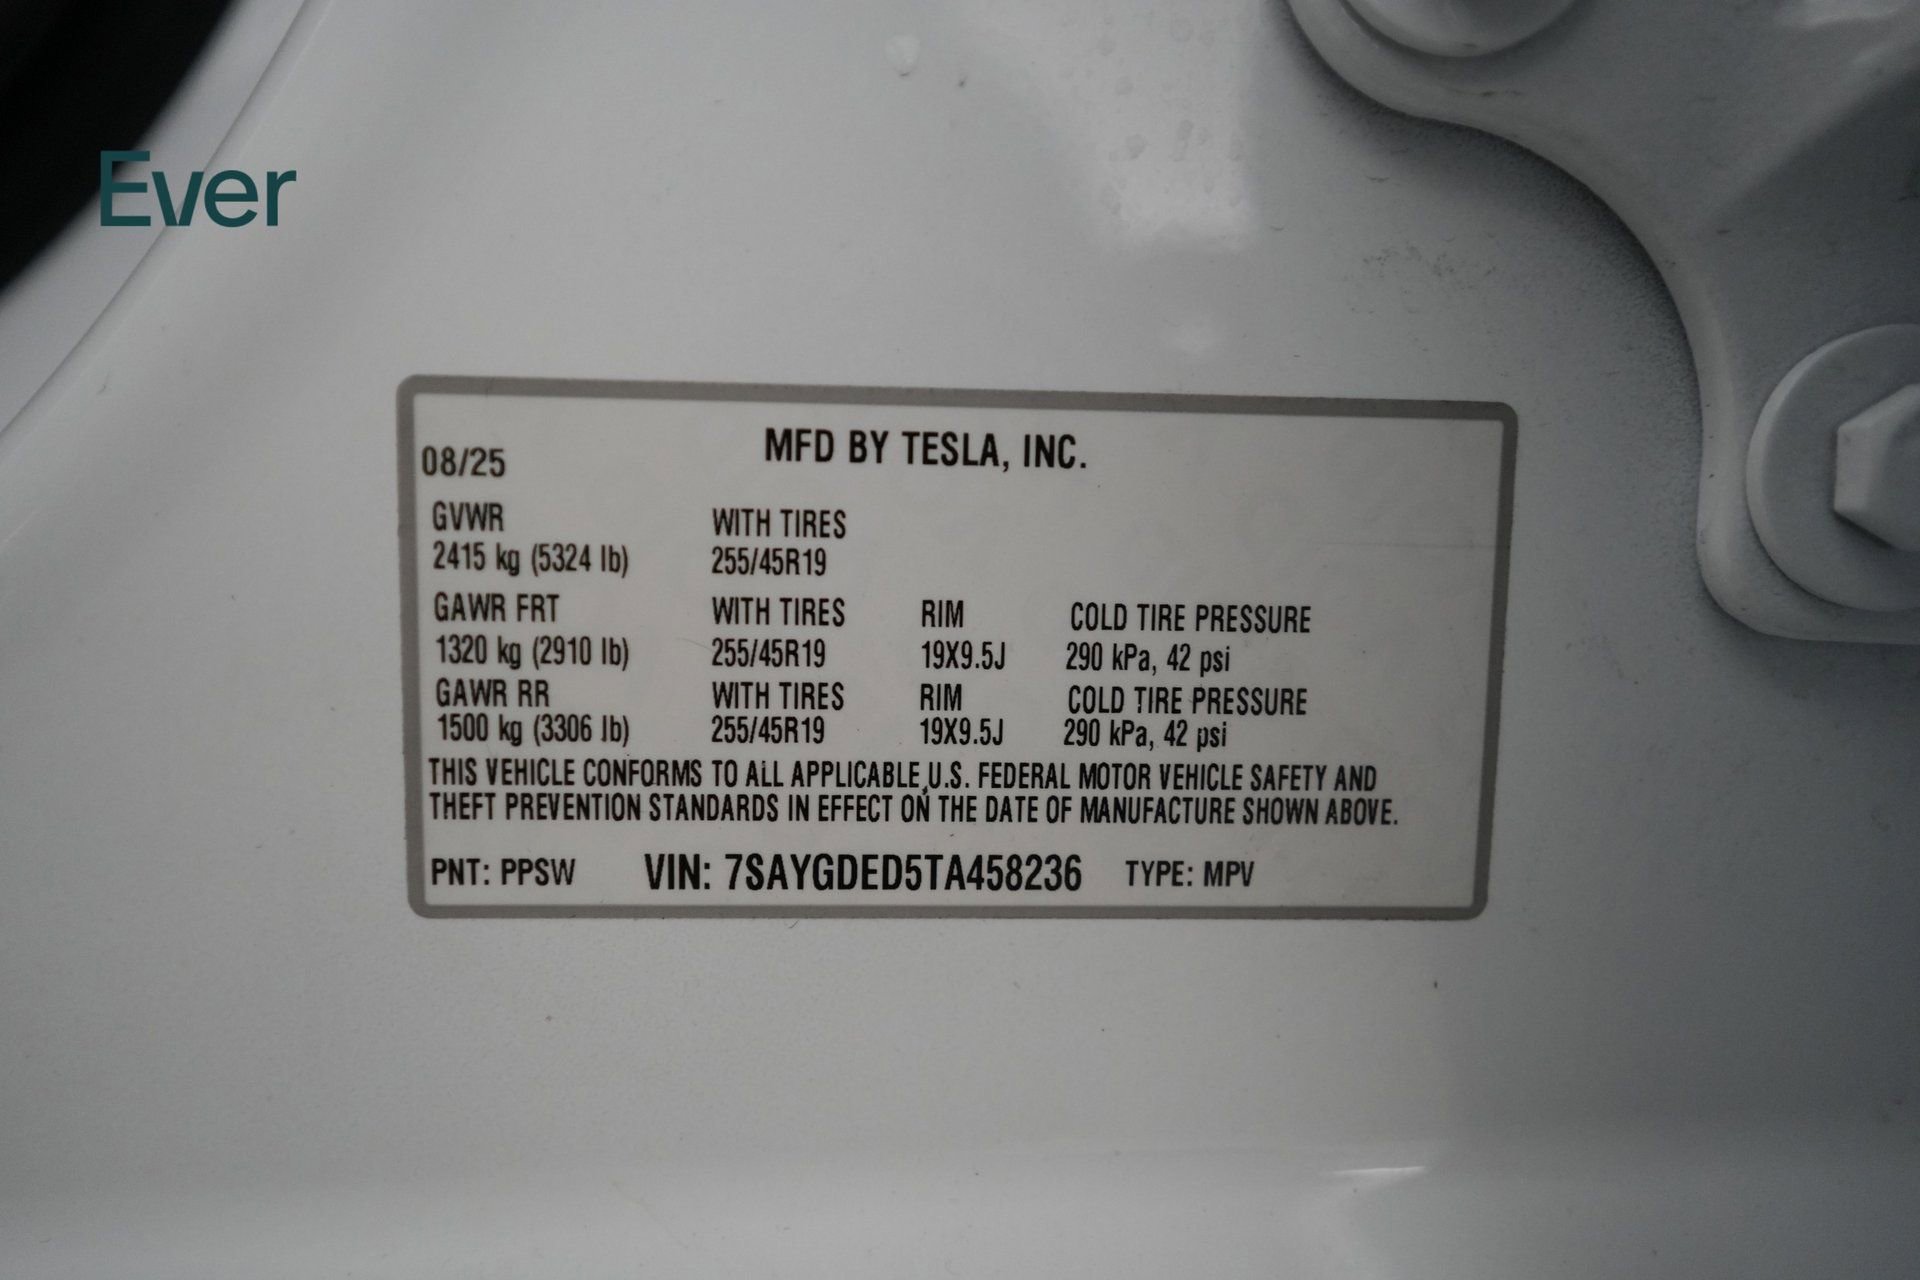 Ever
08/25 MFD BY TESLA, INC.
GVWR WITH TIRES
2415 kg (5324 lb) 255/45R19
GAWR FRT WITH TIRES RIM COLD TIRE PRESSURE
1320 kg (2910 lb) 255/45R19 19X9.5J 290 kPa, 42 psi
GAWR RR WITH TIRES RIM COLD TIRE PRESSURE
1500 kg (3306 lb) 255/45R19 19X9.5J 290 kPa, 42 psi
THIS VEHICLE CONFORMS TO ALL APPLICABLE U.S. FEDERAL MOTOR VEHICLE SAFETY AND
THEFT PREVENTION STANDARDS IN EFFECT ON THE DATE OF MANUFACTURE SHOWN ABOVE.
PNT: PPSW VIN: 7SAYGDED5TA458236 TYPE: MPV